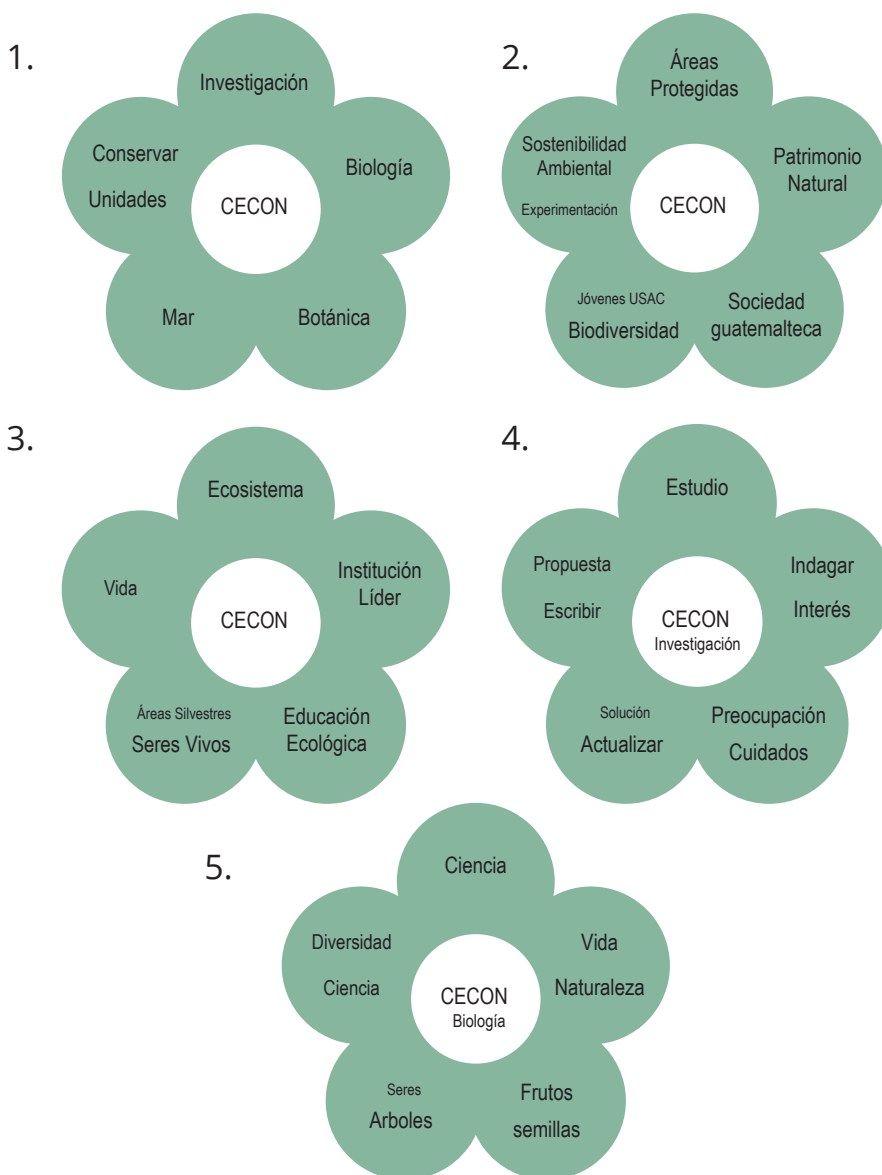 1.
Investigación
Conservar
Unidades
Biología
CECON
Mar
Botánica
2.
Áreas
Protegidas
Sostenibilidad
Ambiental
Experimentación
Patrimonio
Natural
CECON
Jóvenes USAC
Biodiversidad
Sociedad
guatemalteca
3.
Ecosistema
Vida
Institución
Líder
CECON
Áreas Silvestres
Seres Vivos
Educación
Ecológica
4.
Estudio
Propuesta
Escribir
Indagar
Interés
CECON
Investigación
Solución
Actualizar
Preocupación
Cuidados
5.
Ciencia
Diversidad
Ciencia
Vida
Naturaleza
CECON
Biología
Seres
Arboles
Frutos
semillas